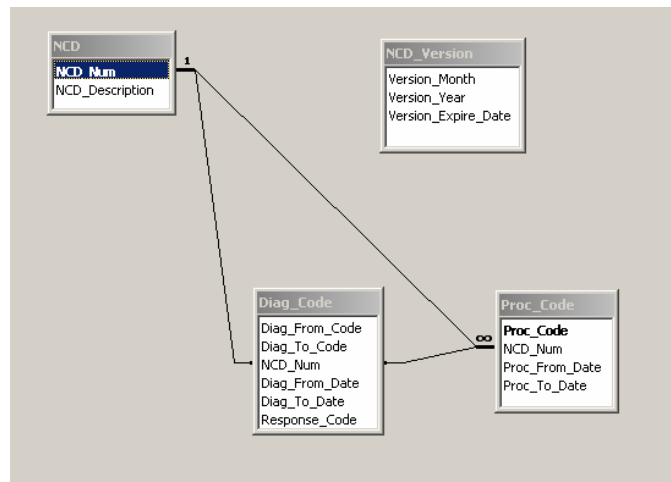 NCD
NCD_Num
NCD_Description
1
NCD_Version
Version_Month
Version_Year
Version_Expire_Date
Diag_Code
Diag_From_Code
Diag_To_Code
NCD_Num
Diag_From_Date
Diag_To_Date
Response_Code
∞
Proc_Code
Proc_Code
NCD_Num
Proc_From_Date
Proc_To_Date